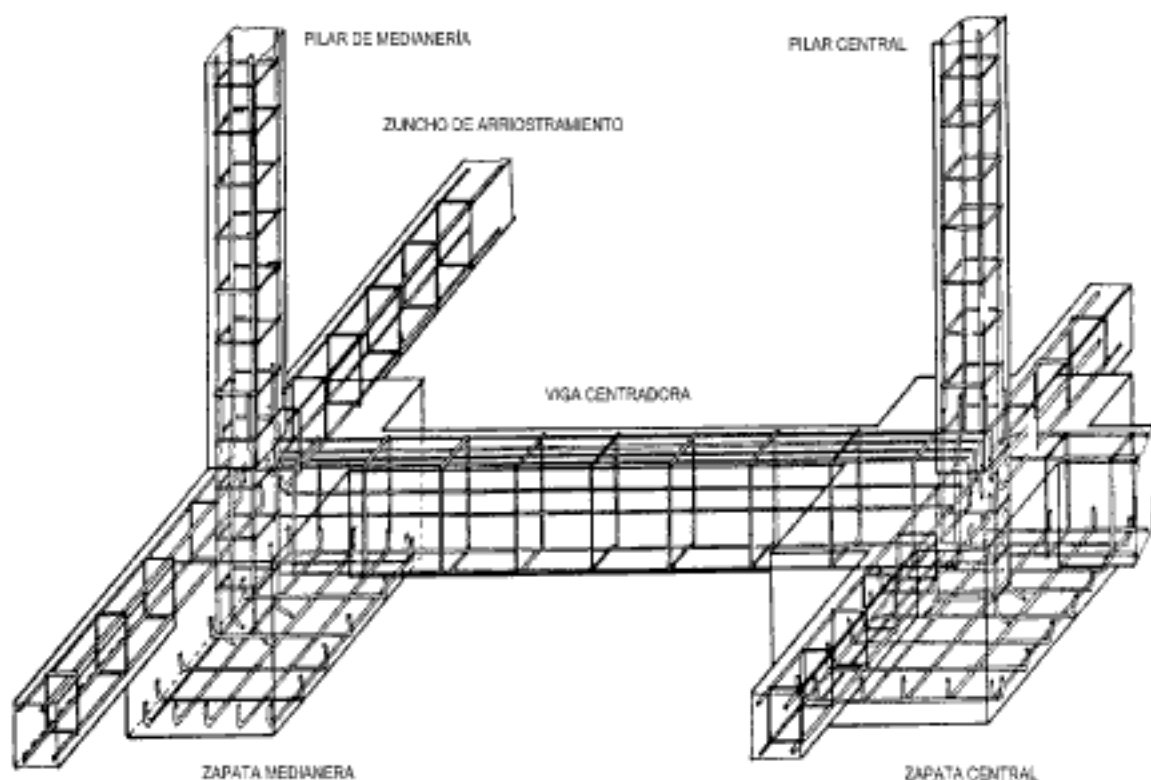 PILAR DE MEDIANERÍA
PILAR CENTRAL
ZUNCHO DE ARRIOSTRAMIENTO
VIGA CENTRADORA
ZAPATA MEDIANERA
ZAPATA CENTRAL